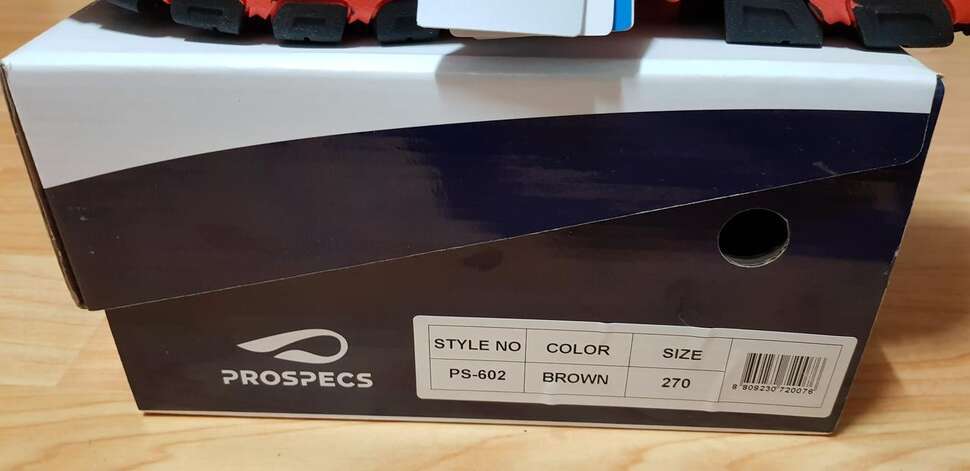 PROSPECS
STYLE NO COLOR SIZE
PS-602 BROWN 270
8 809230 720076